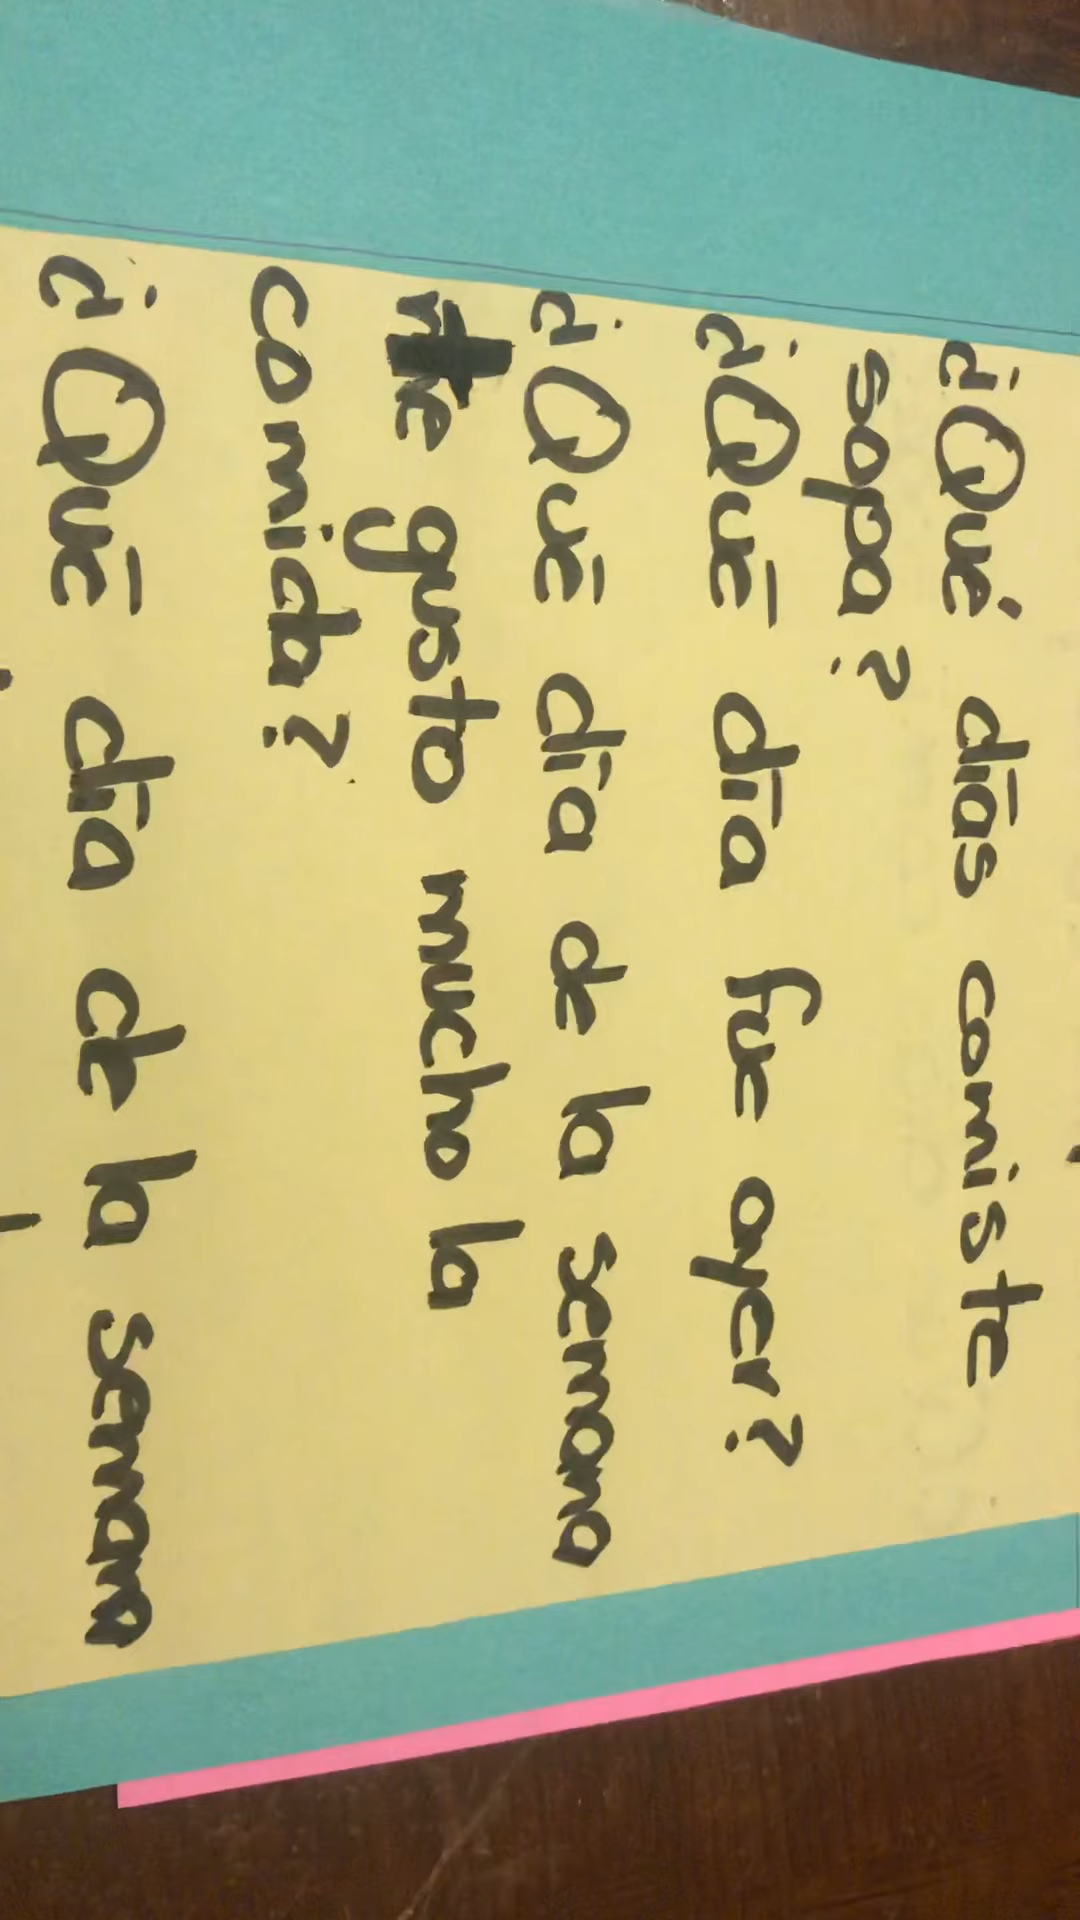 ¿Qué días comiste
sopa?
¿Qué día fue ayer?
¿Qué día de la semana
te gusto mucho la
comida?
¿Qué día de la semana